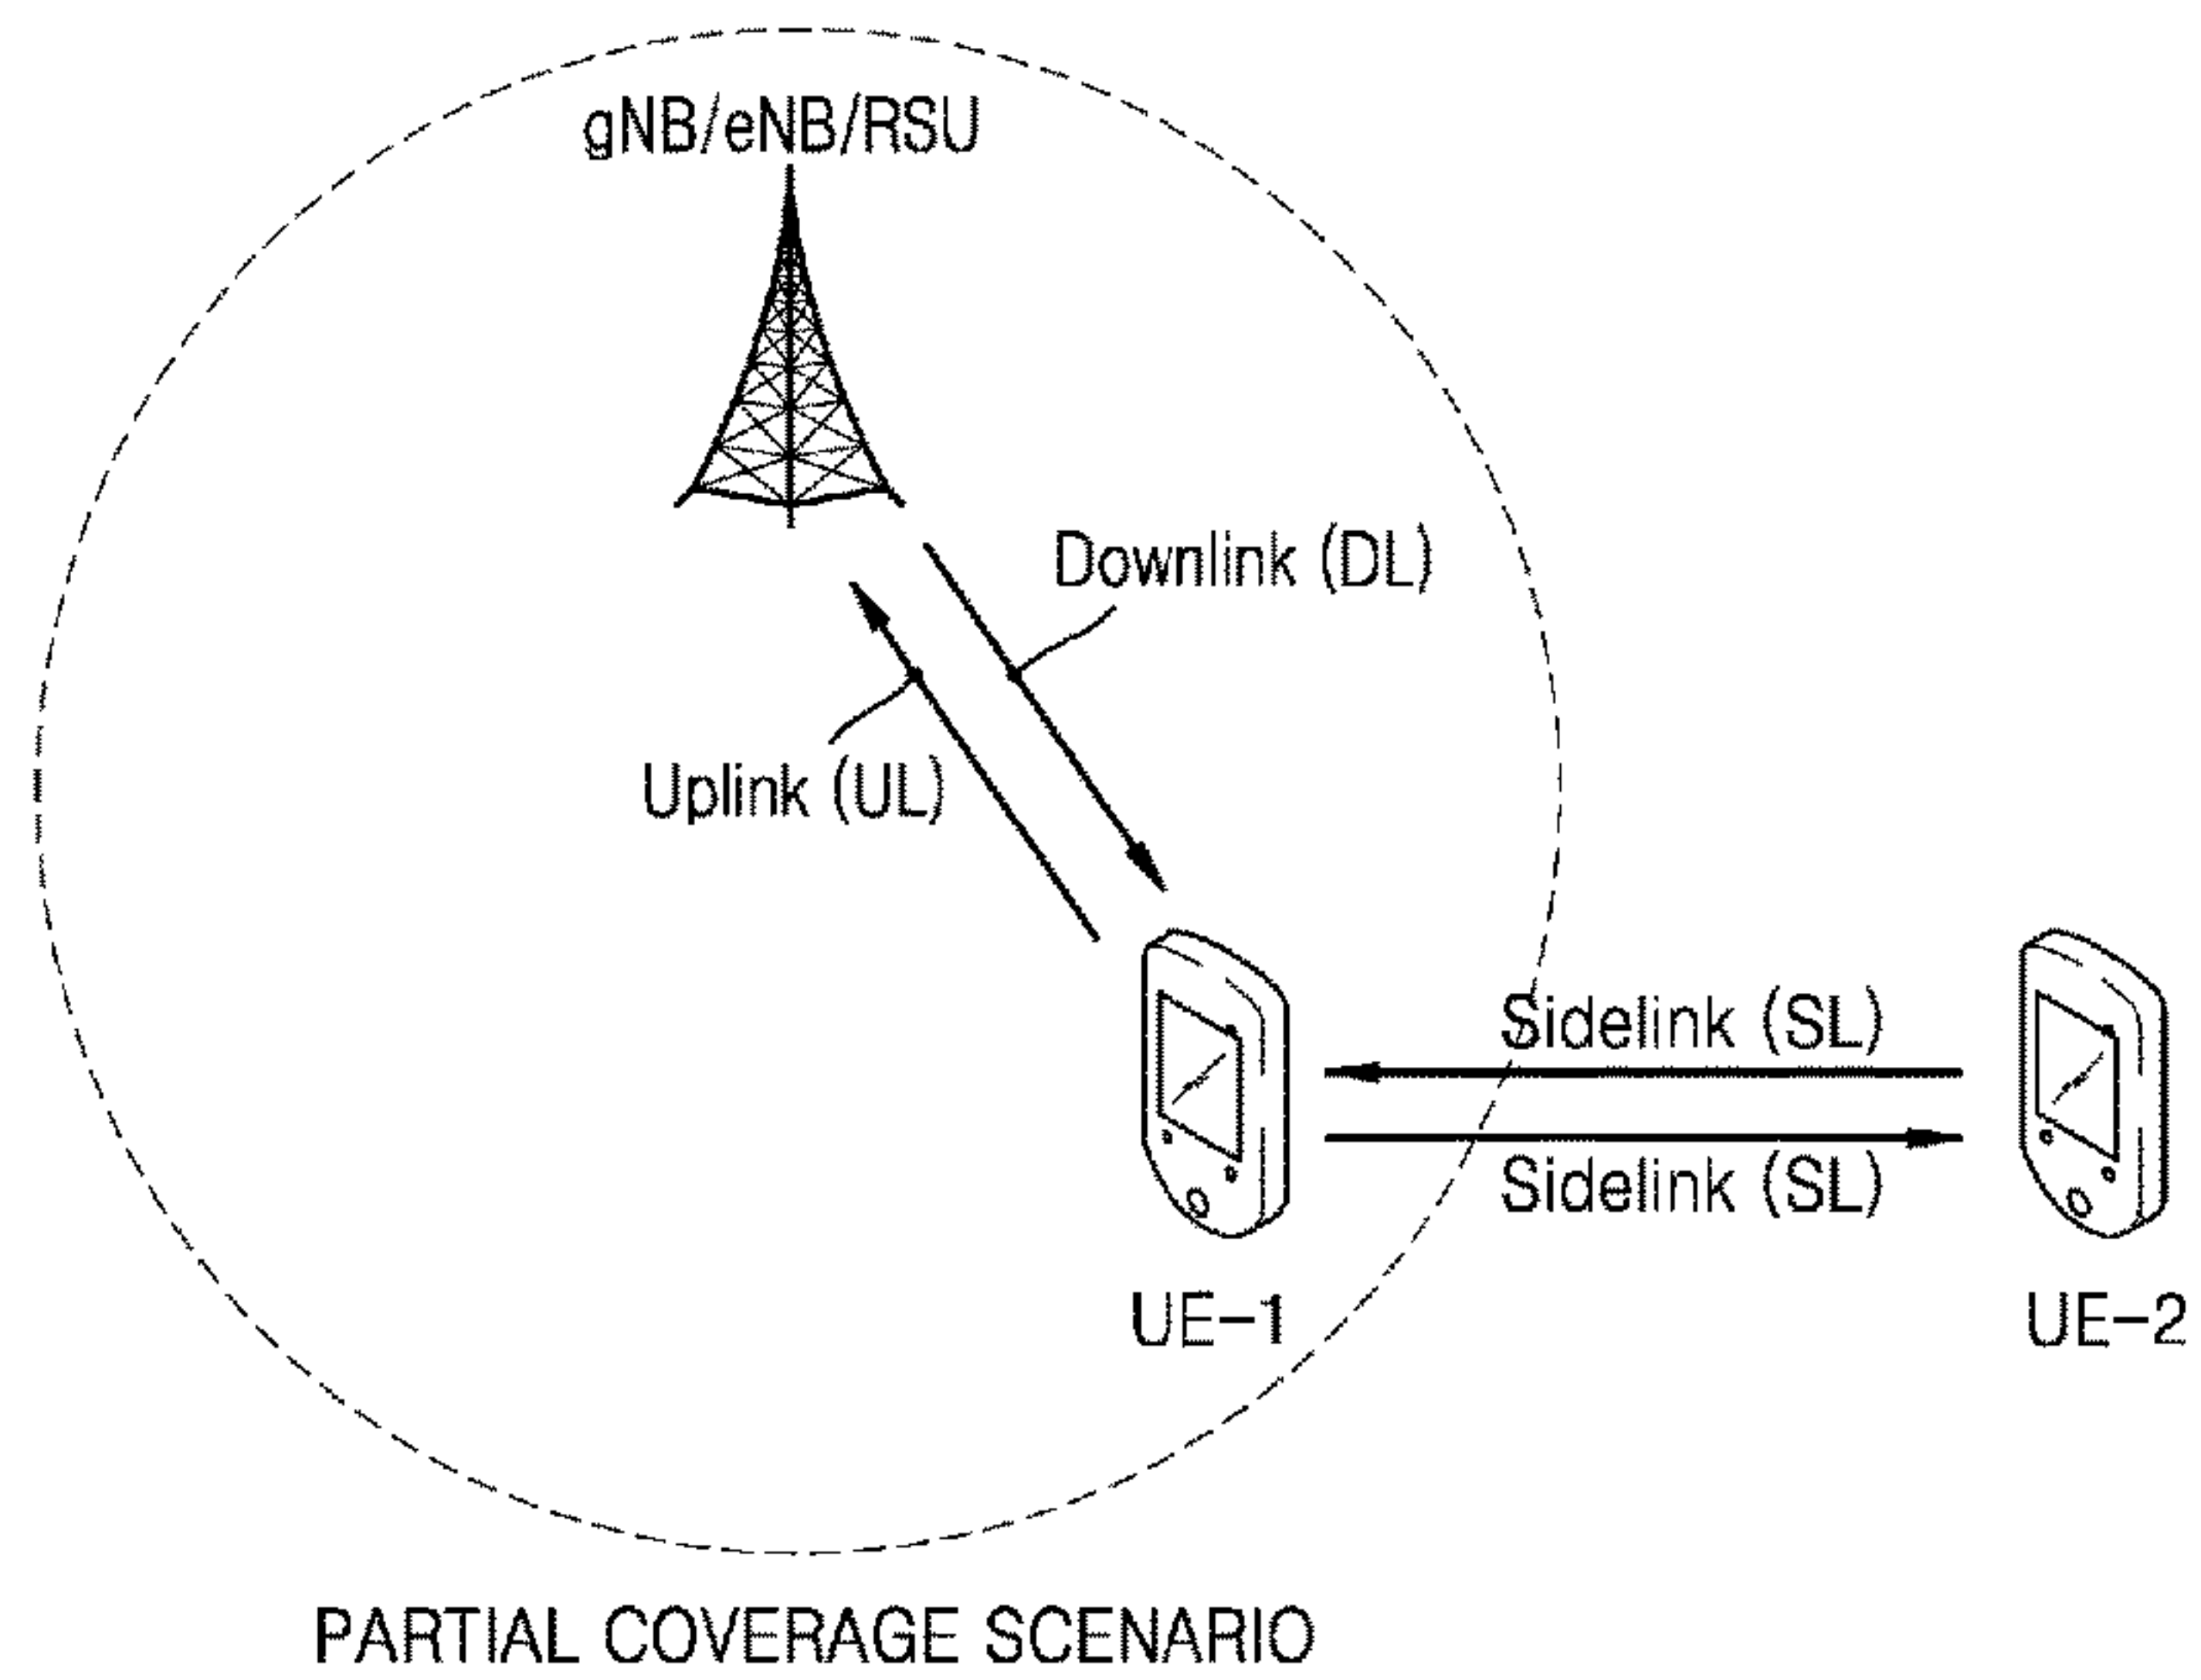 gNB/eNB/RSU
Downlink (DL)
Uplink (UL)
Sidelink (SL)
Sidelink (SL)
UE-1
UE-2
PARTIAL COVERAGE SCENARIO